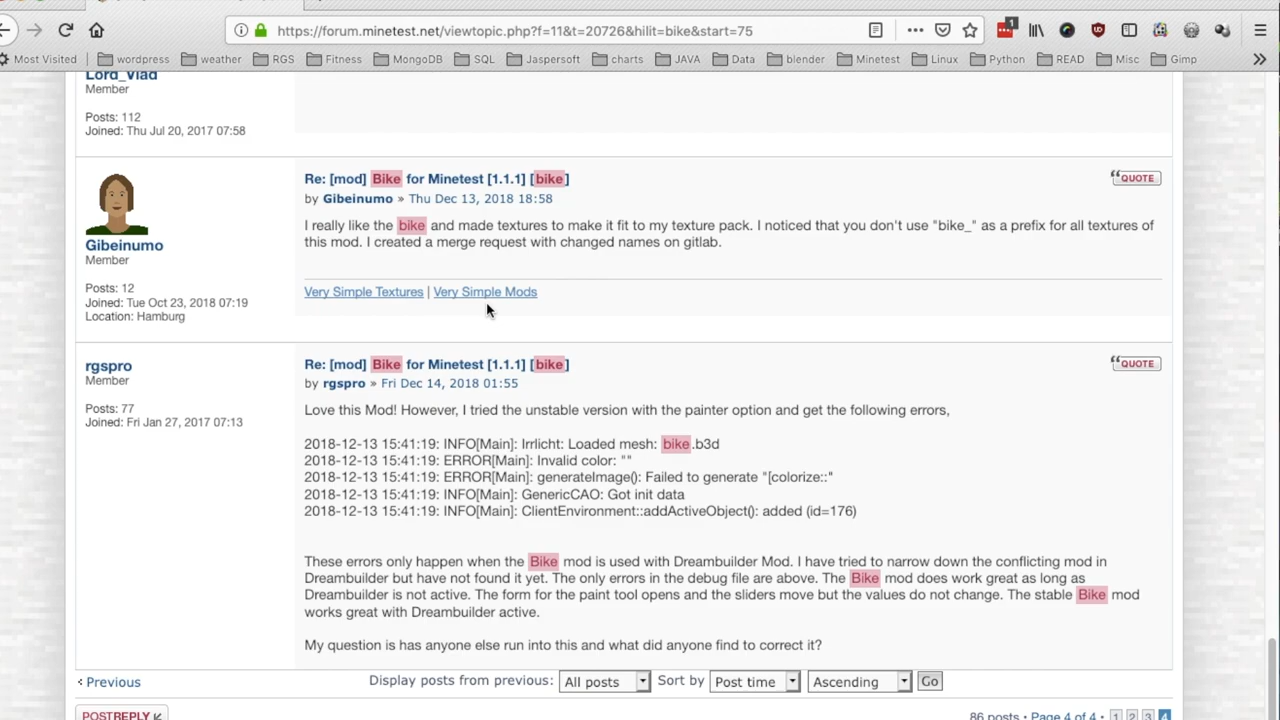 https://forum.minetest.net/viewtopic.php?f=11&t=20726&hilit=bike&start=75
1
Most Visited wordpress weather RGS Fitness MongoDB SQL Jaspersoft charts JAVA Data blender Minetest Linux Python READ Misc Gimp
Lord_Vlad
Member
Posts: 112
Joined: Thu Jul 20, 2017 07:58
Gibeinumo
Member
Posts: 12
Joined: Tue Oct 23, 2018 07:19
Location: Hamburg
Re: [mod] Bike for Minetest [1.1.1] [bike]
QUOTE
by Gibeinumo » Thu Dec 13, 2018 18:58
I really like the bike and made textures to make it fit to my texture pack. I noticed that you don't use "bike_" as a prefix for all textures of
this mod. I created a merge request with changed names on gitlab.
Very Simple Textures | Very Simple Mods
rgspro
Member
Posts: 77
Joined: Fri Jan 27, 2017 07:13
Re: [mod] Bike for Minetest [1.1.1] [bike]
QUOTE
by rgspro » Fri Dec 14, 2018 01:55
Love this Mod! However, I tried the unstable version with the painter option and get the following errors,
2018-12-13 15:41:19: INFO[Main]: Irrlicht: Loaded mesh: bike.b3d
2018-12-13 15:41:19: ERROR[Main]: Invalid color: ""
2018-12-13 15:41:19: ERROR[Main]: generateImage(): Failed to generate "[colorize::"
2018-12-13 15:41:19: INFO[Main]: GenericCAO: Got init data
2018-12-13 15:41:19: INFO[Main]: ClientEnvironment::addActiveObject(): added (id=176)
These errors only happen when the Bike mod is used with Dreambuilder Mod. I have tried to narrow down the conflicting mod in
Dreambuilder but have not found it yet. The only errors in the debug file are above. The Bike mod does work great as long as
Dreambuilder is not active. The form for the paint tool opens and the sliders move but the values do not change. The stable Bike mod
works great with Dreambuilder active.
My question is has anyone else run into this and what did anyone find to correct it?
Previous
Display posts from previous: All posts Sort by Post time Ascending Go
POSTREPLY
86 posts • Page 4 of 4 • 1 2 3 4